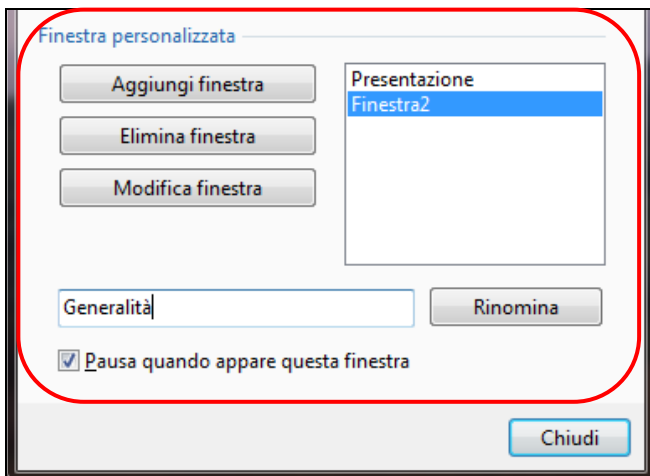 Finestra personalizzata
Aggiungi finestra
Elimina finestra
Modifica finestra
Presentazione
Finestra2
Generalità
Rinomina
Pausa quando appare questa finestra
Chiudi